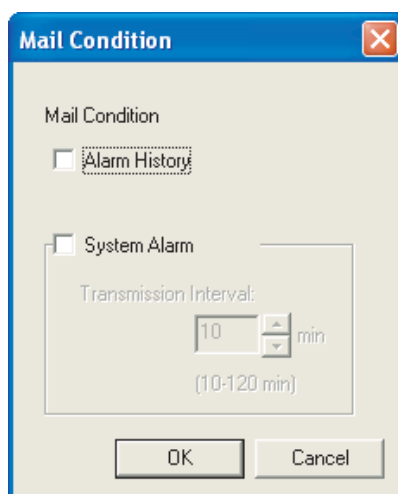 Mail Condition
Mail Condition
Alarm History
System Alarm
Transmission Interval:
10 min
(10-120 min)
OK Cancel